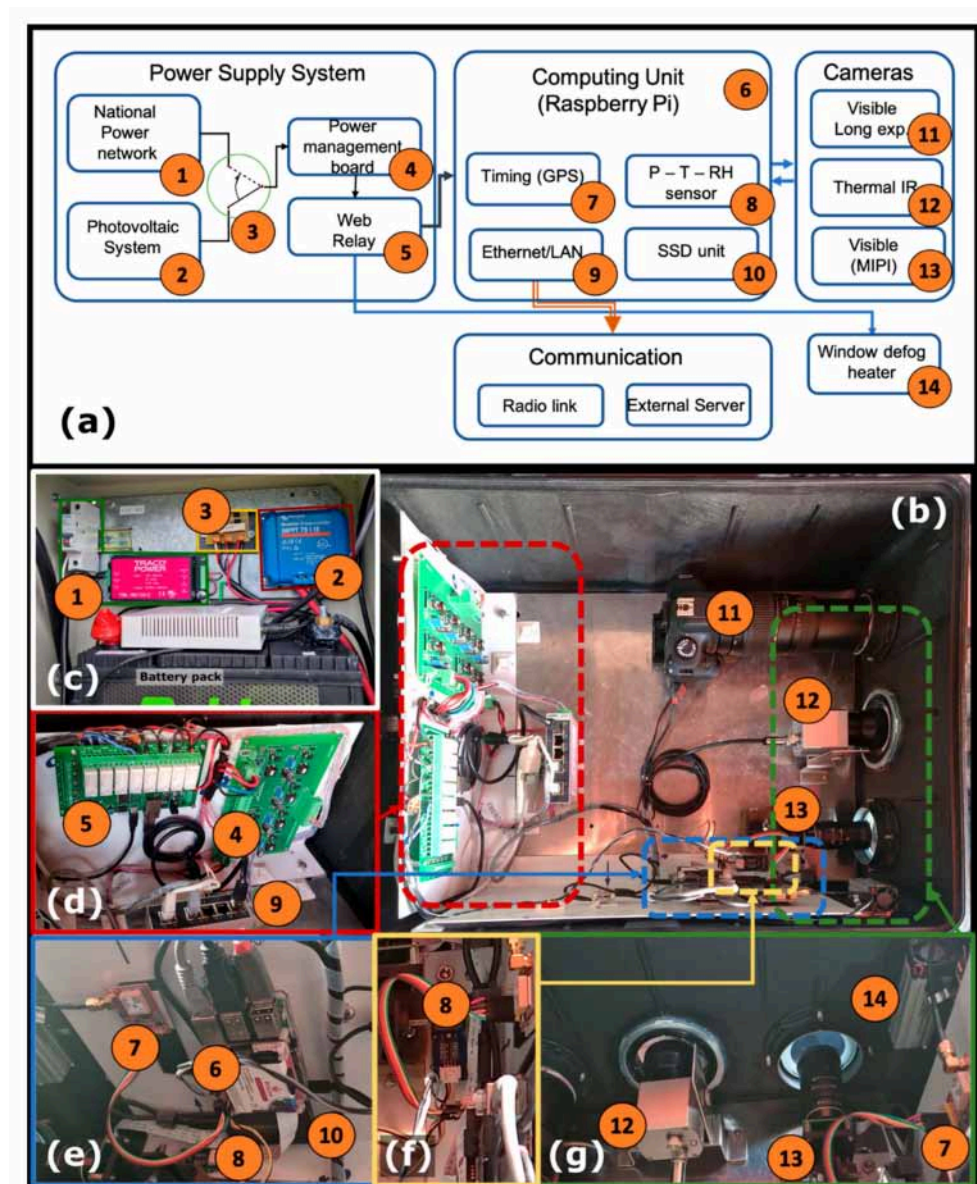 Power Supply System
National
Power
network
1
Photovoltaic
System
2
3
Power
management
board
4
Web
Relay
5
Computing Unit
(Raspberry Pi)
6
Timing (GPS)
7
P – T – RH
sensor
8
Ethernet/LAN
9
SSD unit
10
Cameras
Visible
Long exp.
11
Thermal IR
12
Visible
(MIPI)
13
Communication
Radio link
External Server
Window defog
heater
14
(a)
(b)
11
12
13
3
1
TRACO
POWER
2
Battery pack
(c)
5
4
9
(d)
7
6
8
10
(e)
8
(f)
14
12
13
7
(g)